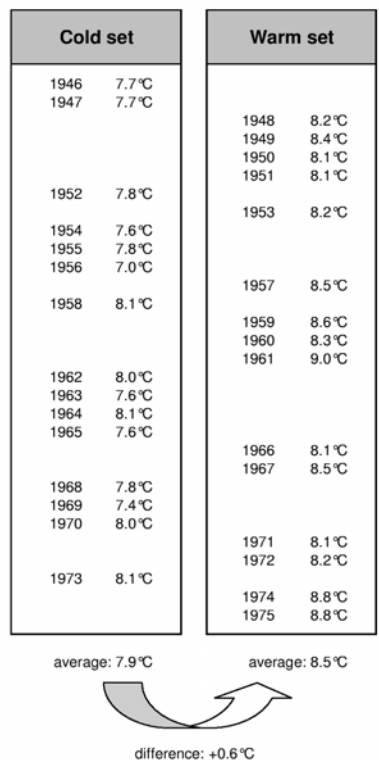 Cold set
1946 7.7°C
1947 7.7°C
1952 7.8°C
1954 7.6°C
1955 7.8°C
1956 7.0°C
1958 8.1°C
1962 8.0°C
1963 7.6°C
1964 8.1°C
1965 7.6°C
1968 7.8°C
1969 7.4°C
1970 8.0°C
1973 8.1°C
average: 7.9°C
Warm set
1948 8.2°C
1949 8.4°C
1950 8.1°C
1951 8.1°C
1953 8.2°C
1957 8.5°C
1959 8.6°C
1960 8.3°C
1961 9.0°C
1966 8.1°C
1967 8.5°C
1971 8.1°C
1972 8.2°C
1974 8.8°C
1975 8.8°C
average: 8.5°C
difference: +0.6°C